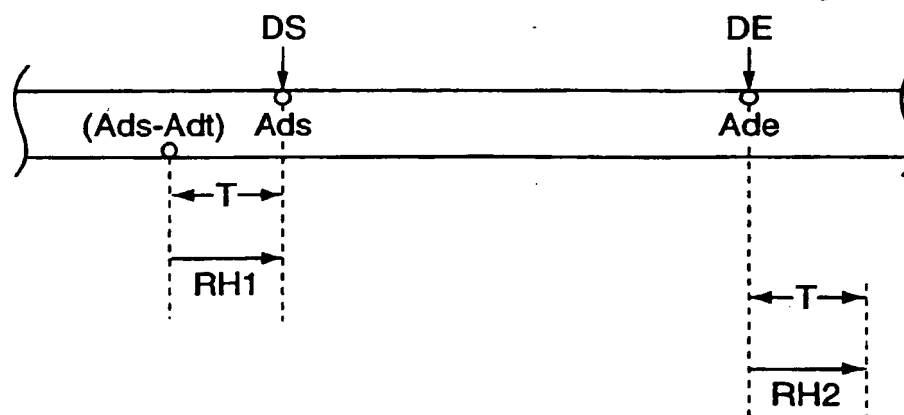 DS DE
(Ads-Adt) Ads Ade
T
RH1
T
RH2